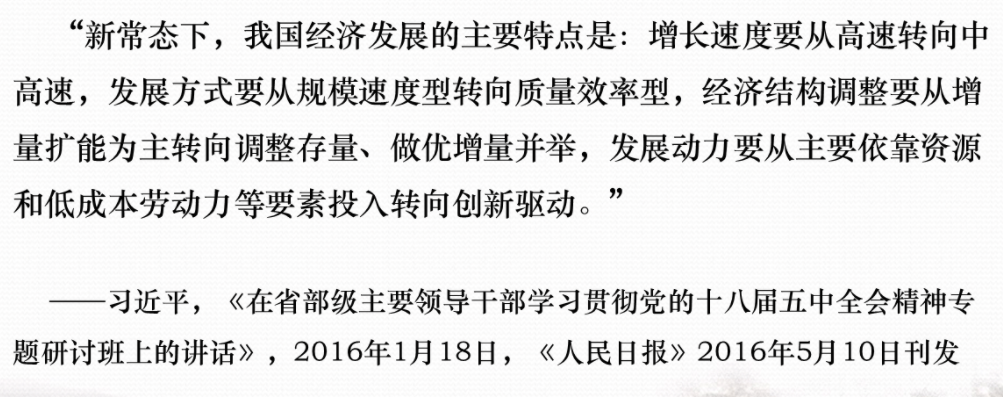 “新常态下，我国经济发展的主要特点是：增长速度要从高速转向中
高速，发展方式要从规模速度型转向质量效率型，经济结构调整要从增
量扩能为主转向调整存量、做优增量并举，发展动力要从主要依靠资源
和低成本劳动力等要素投入转向创新驱动。”
——习近平，《在省部级主要领导干部学习贯彻党的十八届五中全会精神专
题研讨班上的讲话》，2016年1月18日，《人民日报》2016年5月10日刊发